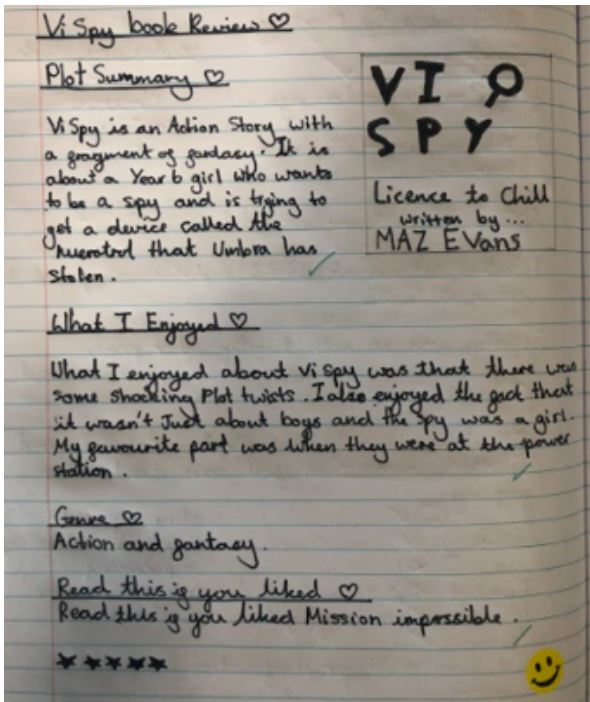 Vi Spy book Review ♡
Plot Summary ♡
Vi Spy is an Action Story with
a fragment of fantasy. It is
about a Year 6 girl who wants
to be a spy and is trying to
get a device called the
Nuerotrol that Umbra has
stolen.
VI
SPY
Licence to Chill
written by...
MAZ EVans
What I Enjoyed ♡
What I enjoyed about Vi spy was that there was
some shocking Plot twists. I also enjoyed the fact that
it wasn't Just about boys and the spy was a girl.
My favourite part was when they were at the power
station.
Genre ♡
Action and fantasy.
Read this if you liked ♡
Read this if you liked Mission impossible.
★★★★★